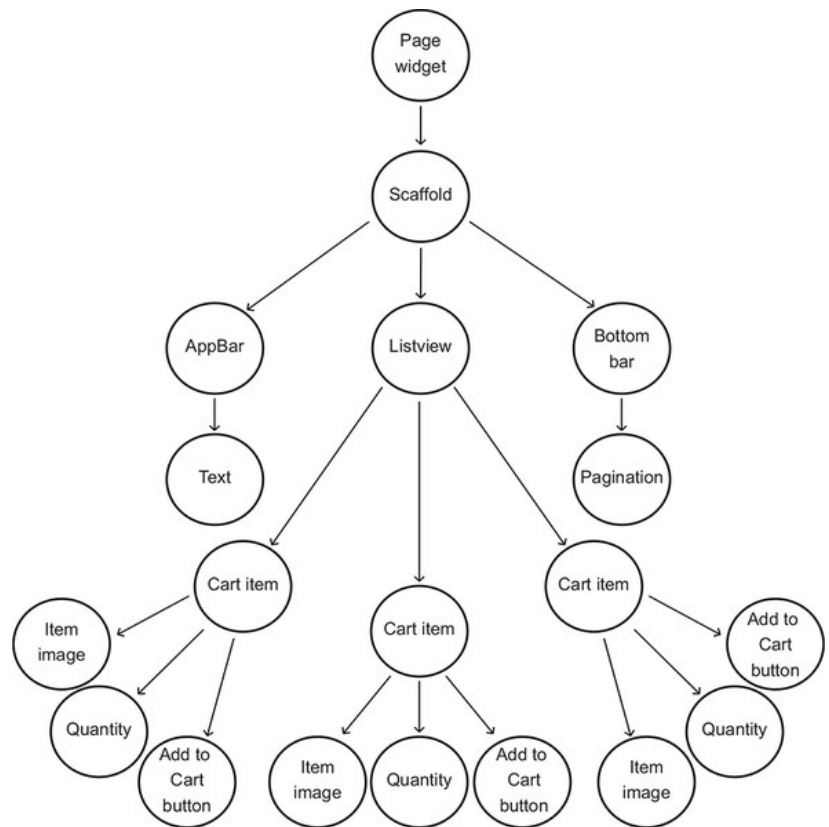 Page
widget
Scaffold
AppBar
Listview
Bottom
bar
Text
Pagination
Cart item
Cart item
Cart item
Item
image
Quantity
Add to
Cart
button
Item
image
Quantity
Add to
Cart
button
Item
image
Quantity
Add to
Cart
button